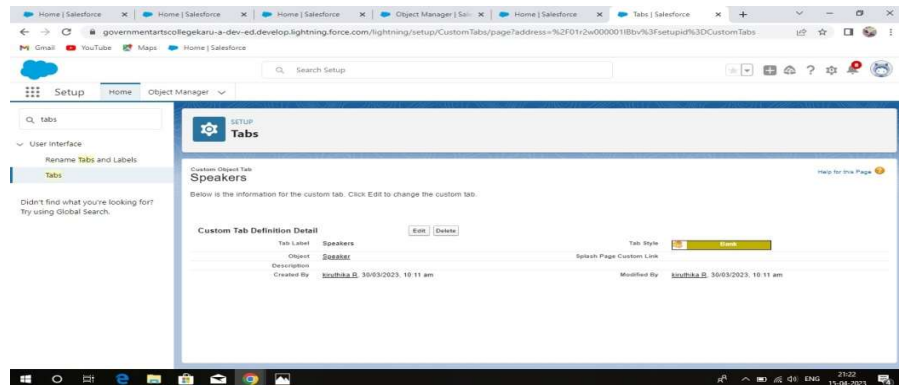 Home | Salesforce
Home | Salesforce
Home | Salesforce
Object Manager | Sale
Home | Salesforce
Tabs | Salesforce
governmentartscollegekaru-a-dev-ed.develop.lightning.force.com/lightning/setup/CustomTabs/page?address=%2F01r2w000001IBbv%3Fsetupid%3DCustomTabs
Gmail YouTube Maps Home | Salesforce
Search Setup
Setup Home Object Manager
tabs
User Interface
Rename Tabs and Labels
Tabs
Didn't find what you're looking for?
Try using Global Search.
SETUP
Tabs
Custom Object Tab
Speakers
Help for this Page
Below is the information for the custom tab. Click Edit to change the custom tab.
Custom Tab Definition Detail Edit Delete
Tab Label Speakers Tab Style Bank
Object Speaker Splash Page Custom Link
Description
Created By kiruthika R, 30/03/2023, 10:11 am Modified By kiruthika R, 30/03/2023, 10:11 am
ENG
21:22
15-04-2023